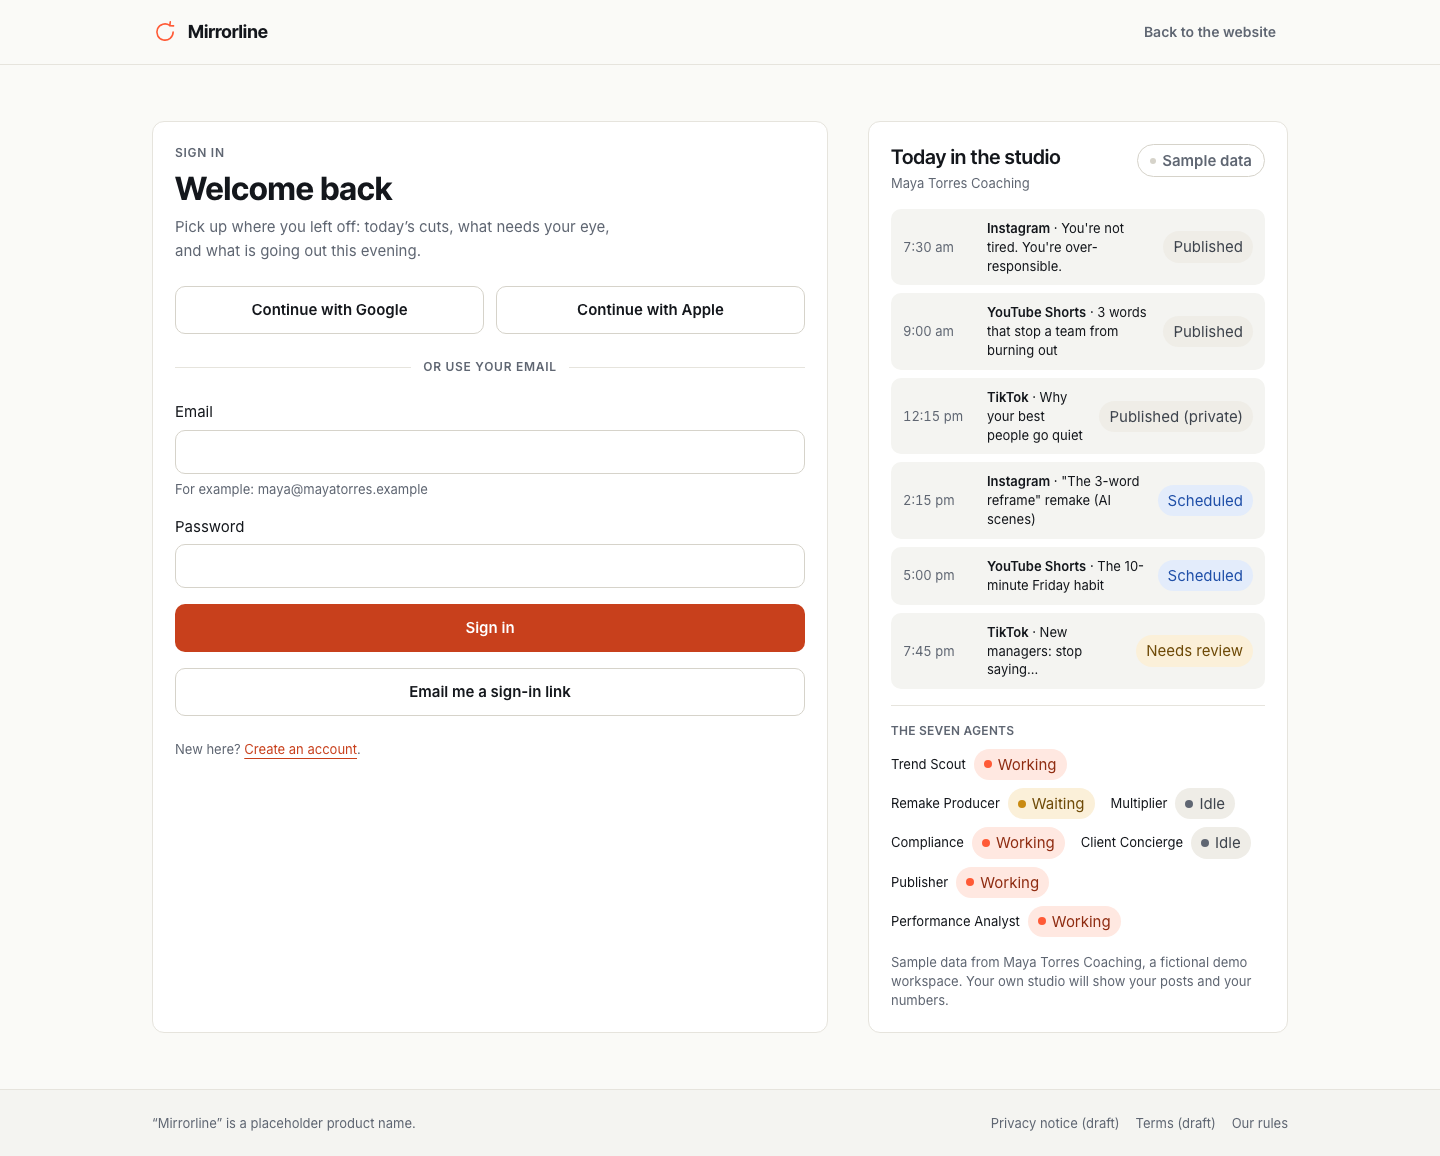 Mirrorline
Back to the website
SIGN IN
Welcome back
Pick up where you left off: today’s cuts, what needs your eye,
and what is going out this evening.
Continue with Google
Continue with Apple
OR USE YOUR EMAIL
Email
For example: maya@mayatorres.example
Password
Sign in
Email me a sign-in link
New here? Create an account.
Today in the studio
Sample data
Maya Torres Coaching
7:30 am
Instagram · You're not
tired. You're over-
responsible.
Published
9:00 am
YouTube Shorts · 3 words
that stop a team from
burning out
Published
12:15 pm
TikTok · Why
your best
people go quiet
Published (private)
2:15 pm
Instagram · "The 3-word
reframe" remake (AI
scenes)
Scheduled
5:00 pm
YouTube Shorts · The 10-
minute Friday habit
Scheduled
7:45 pm
TikTok · New
managers: stop
saying…
Needs review
THE SEVEN AGENTS
Trend Scout Working
Remake Producer Waiting Multiplier Idle
Compliance Working Client Concierge Idle
Publisher Working
Performance Analyst Working
Sample data from Maya Torres Coaching, a fictional demo
workspace. Your own studio will show your posts and your
numbers.
“Mirrorline” is a placeholder product name.
Privacy notice (draft) Terms (draft) Our rules